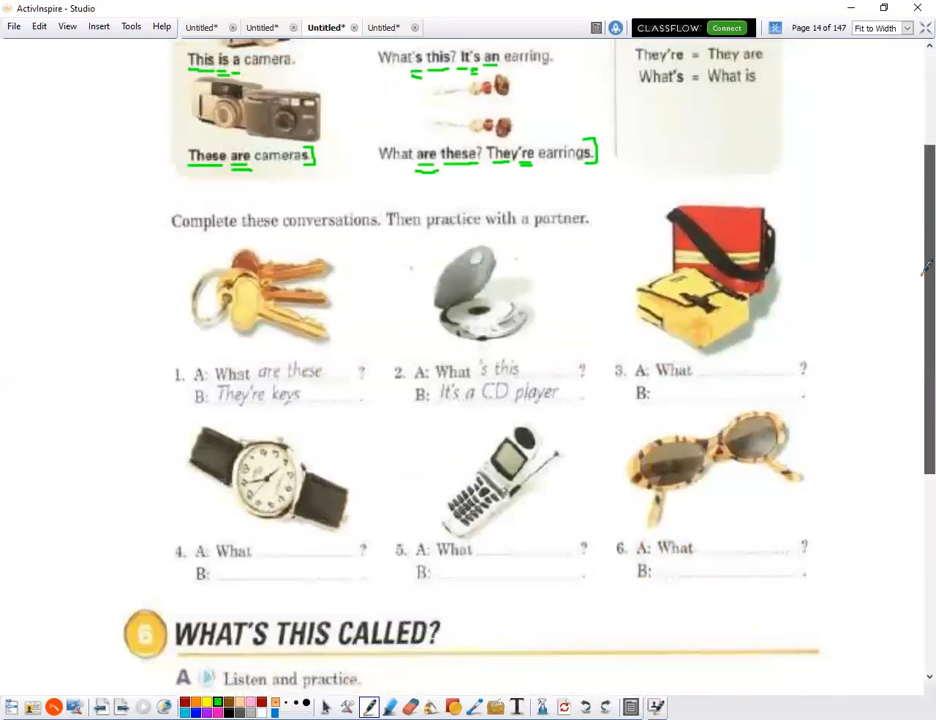 ActivInspire - Studio
Untitled* Untitled* Untitled* Untitled*
File Edit View Insert Tools Help
CLASSFLOW Connect
Page 14 of 147 Fit to Width
This is a camera.
What's this? It's an earring.
They're = They are
What's = What is
These are cameras.
What are these? They're earrings.
Complete these conversations. Then practice with a partner.
1. A: What are these ?
B: They're keys .
2. A: What 's this ?
B: It's a CD player .
3. A: What ?
B: .
4. A: What ?
B: .
5. A: What ?
B: .
6. A: What ?
B: .
6 WHAT'S THIS CALLED?
A Listen and practice.